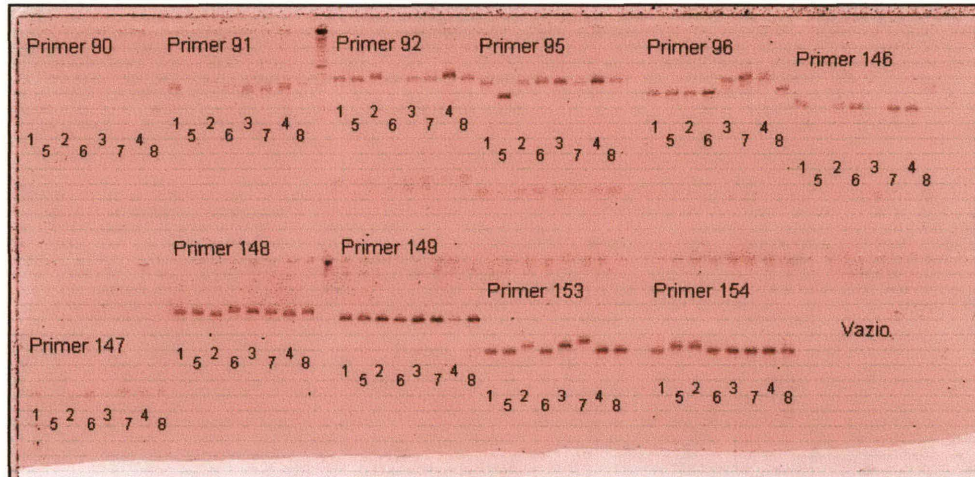 Primer 90
1 5 2 6 3 7 4 8
Primer 91
1 5 2 6 3 7 4 8
Primer 92
1 5 2 6 3 7 4 8
Primer 95
1 5 2 6 3 7 4 8
Primer 96
1 5 2 6 3 7 4 8
Primer 146
1 5 2 6 3 7 4 8
Primer 147
1 5 2 6 3 7 4 8
Primer 148
1 5 2 6 3 7 4 8
Primer 149
1 5 2 6 3 7 4 8
Primer 153
1 5 2 6 3 7 4 8
Primer 154
1 5 2 6 3 7 4 8
Vazio.